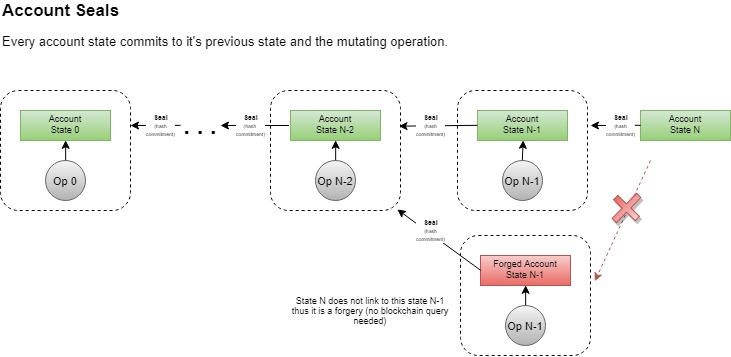 Account Seals
Every account state commits to it's previous state and the mutating operation.
Account
State 0
Op 0
Seal
(hash
commitment)
. . .
Seal
(hash
commitment)
Account
State N-2
Op N-2
Seal
(hash
commitment)
Account
State N-1
Op N-1
Seal
(hash
commitment)
Account
State N
Seal
(hash
commitment)
Forged Account
State N-1
Op N-1
State N does not link to this state N-1
thus it is a forgery (no blockchain query
needed)